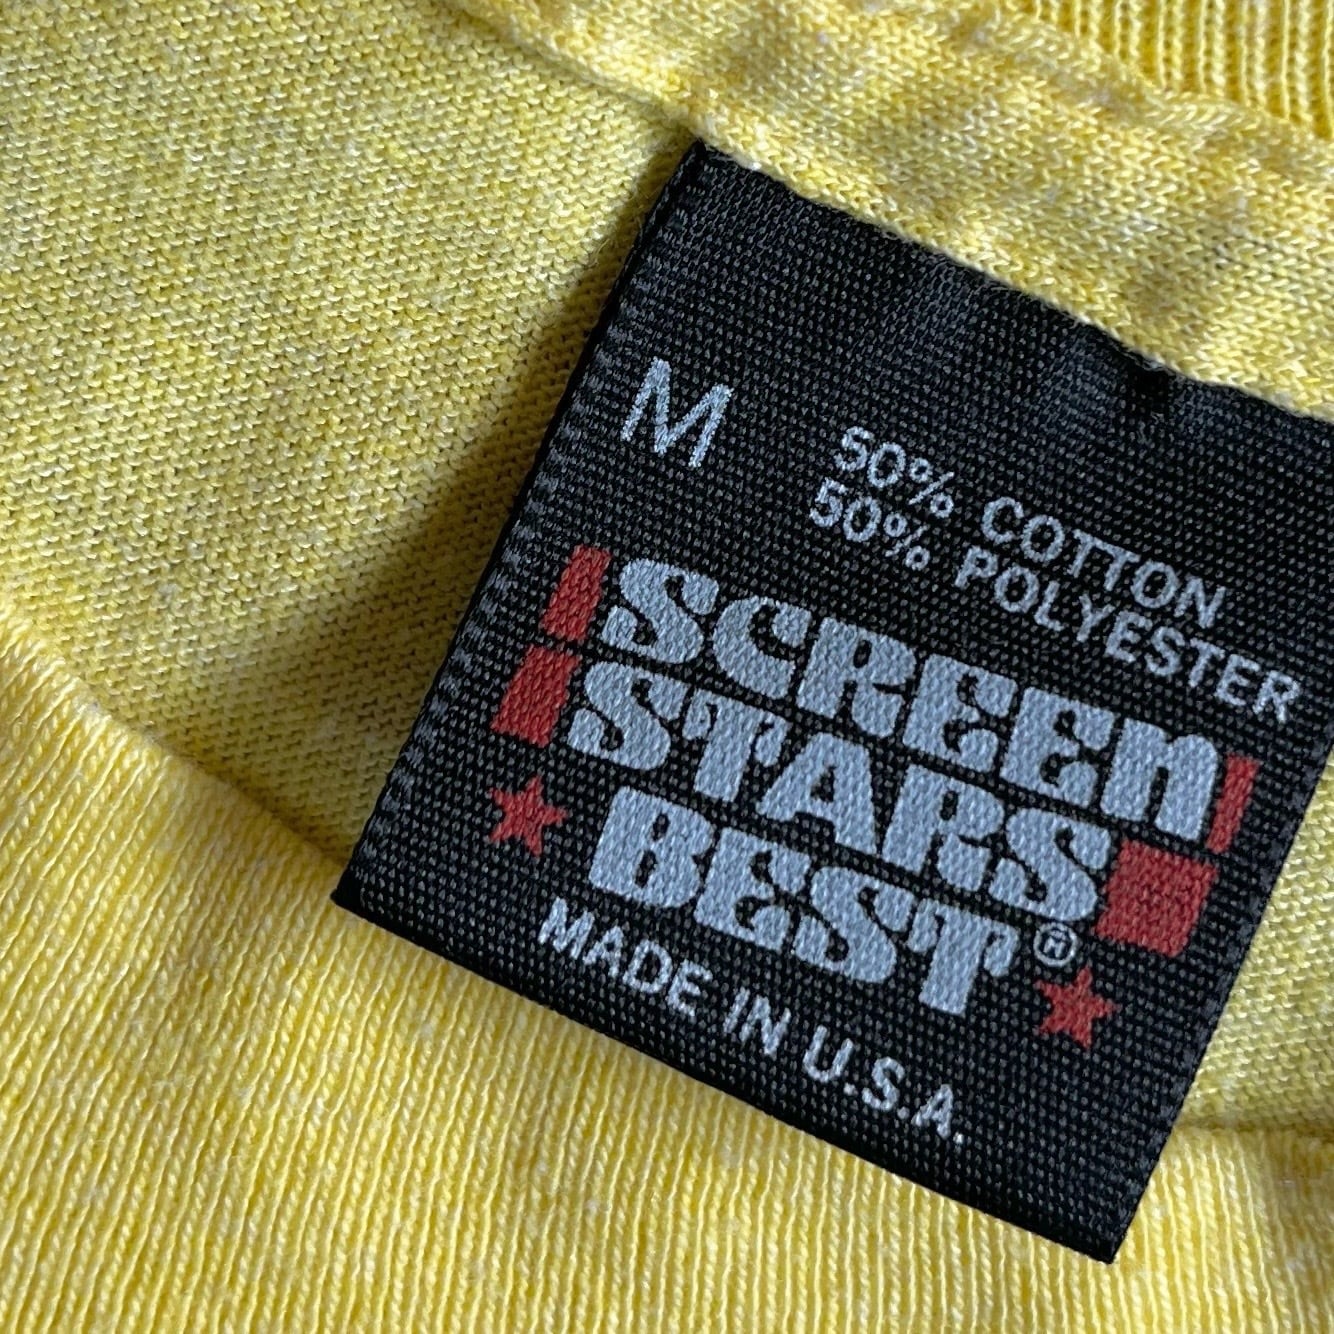 M
50% COTTON
50% POLYESTER
SCREEN
STARS
BEST®
MADE IN U.S.A.